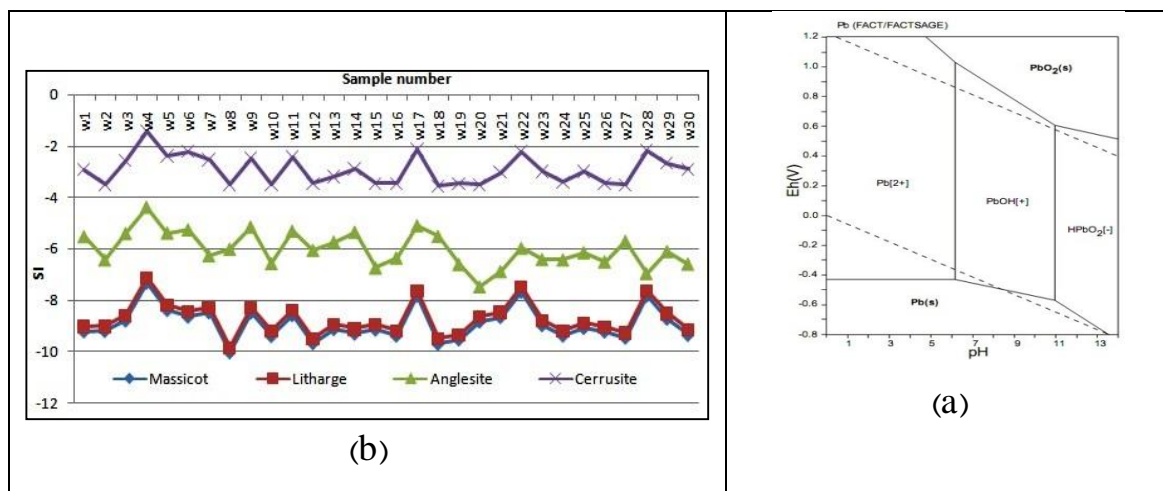 Sample number
0
-2
-4
-6
-8
-10
-12
SI
w1 w2 w3 w4 w5 w6 w7 w8 w9 w10 w11 w12 w13 w14 w15 w16 w17 w18 w19 w20 w21 w22 w23 w24 w25 w26 w27 w28 w29 w30
Massicot Litharge Anglesite Cerrusite
(b)
Pb (FACT/FACTSAGE)
1.2
1.0
0.8
0.6
0.4
0.2
0.0
-0.2
-0.4
-0.6
-0.8
Eh(V)
PbO2(s)
Pb[2+]
PbOH[+]
HPbO2[-]
Pb(s)
1 3 5 7 9 11 13
pH
(a)